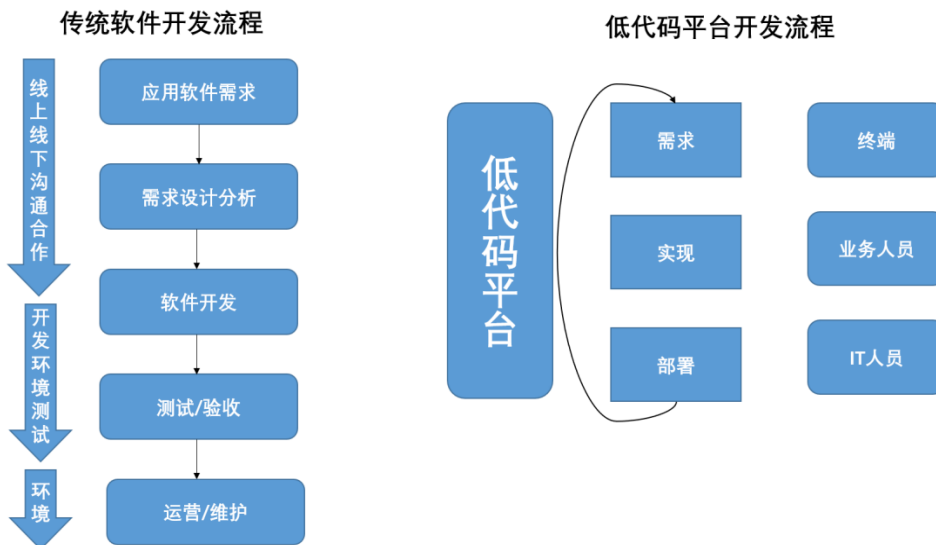 传统软件开发流程
线上线下沟通合作
开发环境测试
环境
应用软件需求
需求设计分析
软件开发
测试/验收
运营/维护
低代码平台开发流程
低代码平台
需求
实现
部署
终端
业务人员
IT人员